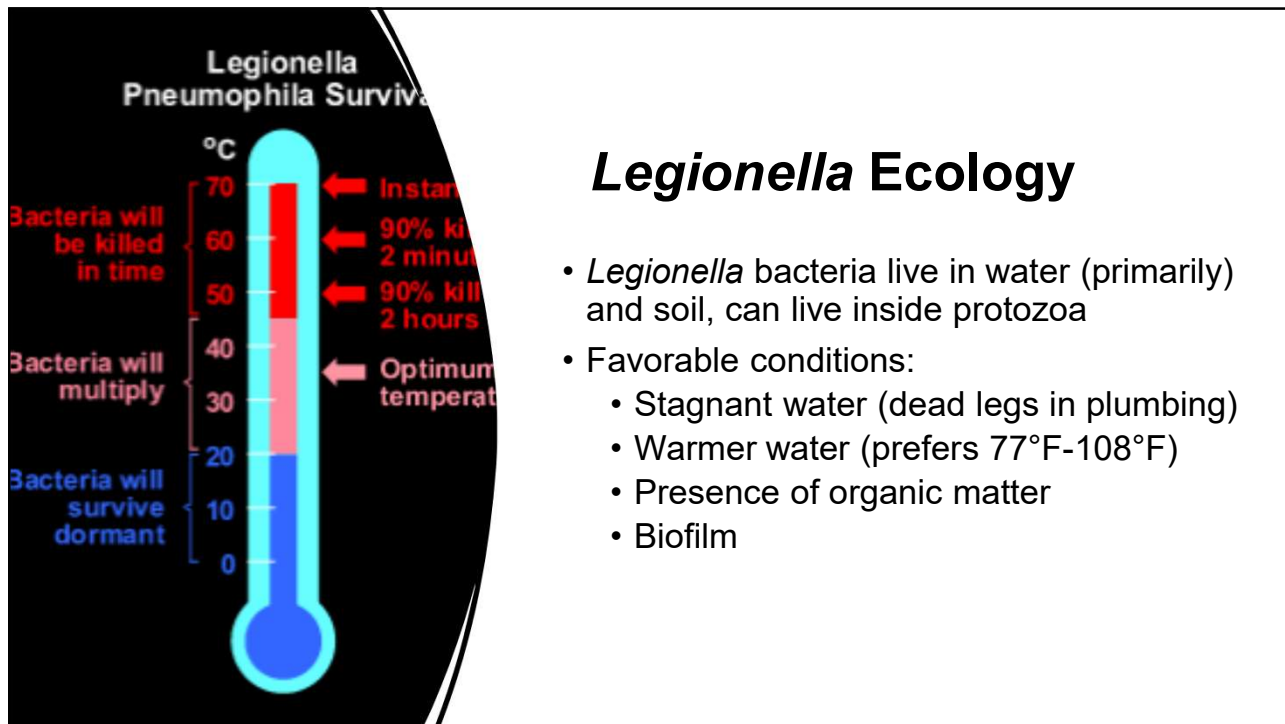 Legionella
Pneumophila
°C
70
60
50
40
30
20
10
0
Bacteria will
be killed
in time
Bacteria will
multiply
Bacteria will
survive
dormant
90%
2
90% kill
2 hours
Optimum
Legionella Ecology
• Legionella bacteria live in water (primarily)
and soil, can live inside protozoa
• Favorable conditions:
• Stagnant water (dead legs in plumbing)
• Warmer water (prefers 77°F-108°F)
• Presence of organic matter
• Biofilm